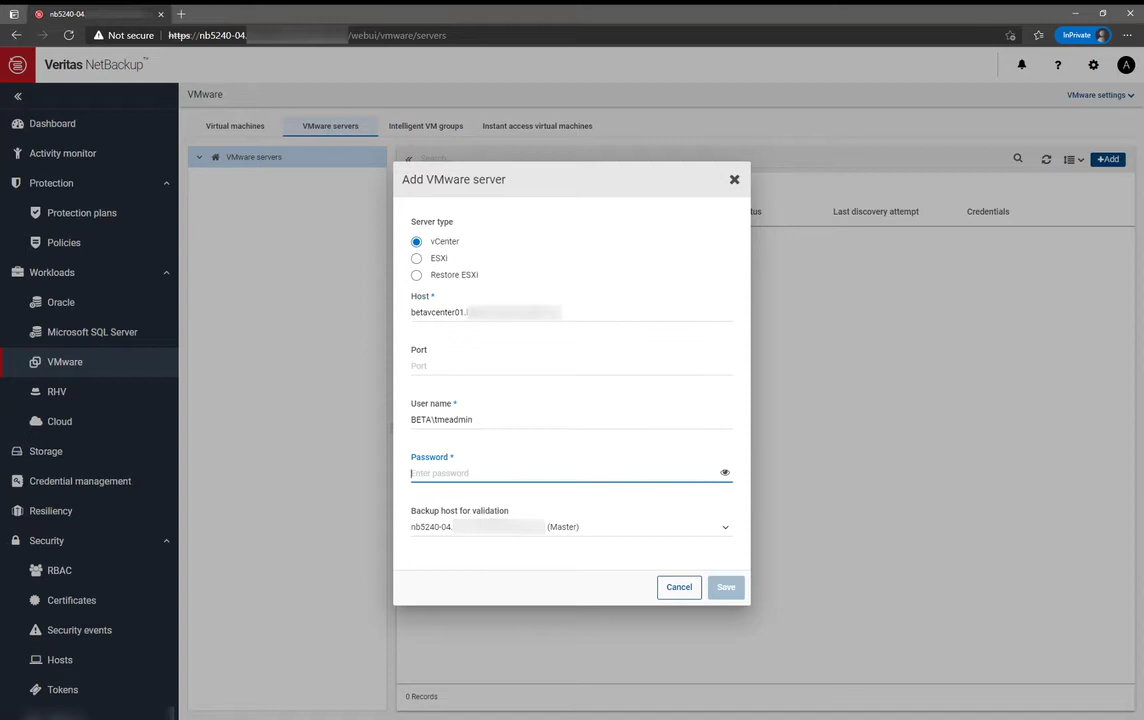 nb5240-04.
Not secure
https://nb5240-04.
/webui/vmware/servers
InPrivate
Veritas NetBackup™
A
VMware
VMware settings
Dashboard
Activity monitor
Protection
Protection plans
Policies
Workloads
Oracle
Microsoft SQL Server
VMware
RHV
Cloud
Storage
Credential management
Resiliency
Security
RBAC
Certificates
Security events
Hosts
Tokens
Virtual machines
VMware servers
Intelligent VM groups
Instant access virtual machines
VMware servers
Search...
+Add
tus
Last discovery attempt
Credentials
Add VMware server
Server type
vCenter
ESXi
Restore ESXi
Host *
betavcenter01.
Port
Port
User name *
BETA\tmeadmin
Password *
Enter password
Backup host for validation
nb5240-04.
(Master)
Cancel
Save
0 Records